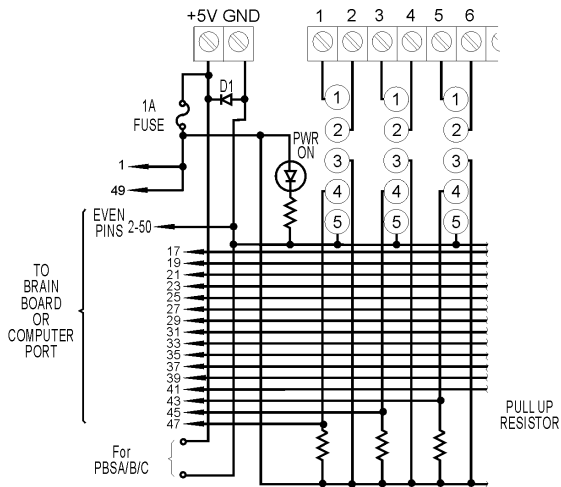 +5V GND 1 2 3 4 5 6
D1
1A
FUSE
PWR
ON
1 1 1
2 2 2
3 3 3
4 4 4
5 5 5
1
49
EVEN
PINS 2-50
TO
BRAIN
BOARD
OR
COMPUTER
PORT
17
19
21
23
25
27
29
31
33
35
37
39
41
43
45
47
PULL UP
RESISTOR
For
PBSA/B/C